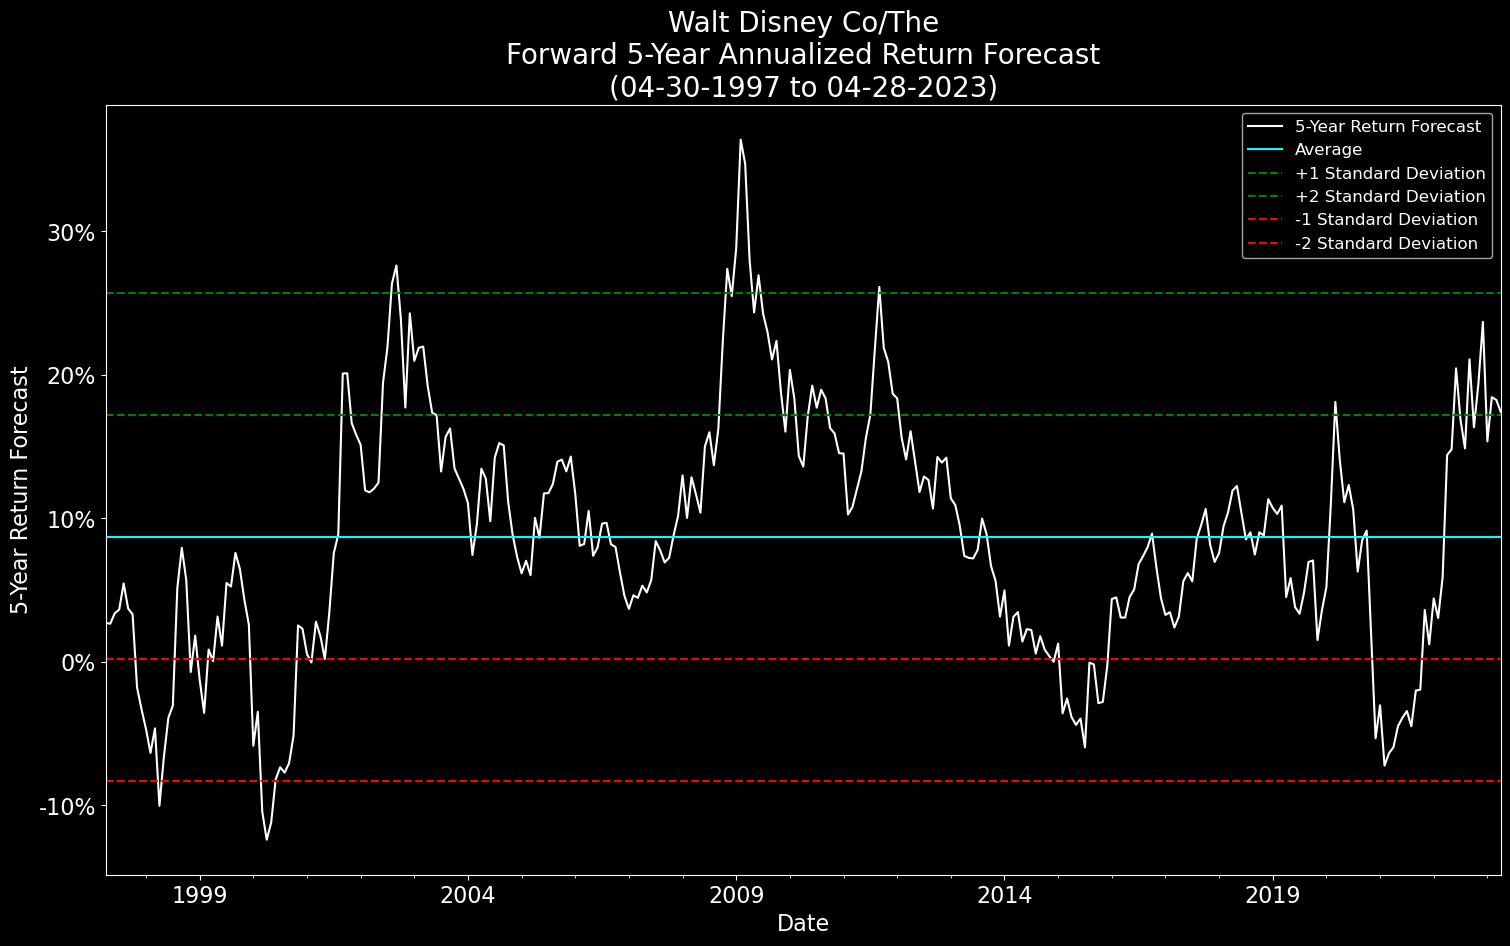 Walt Disney Co/The
Forward 5-Year Annualized Return Forecast
(04-30-1997 to 04-28-2023)
5-Year Return Forecast
Average
+1 Standard Deviation
+2 Standard Deviation
-1 Standard Deviation
-2 Standard Deviation
5-Year Return Forecast
30%
20%
10%
0%
-10%
1999
2004
2009
2014
2019
Date